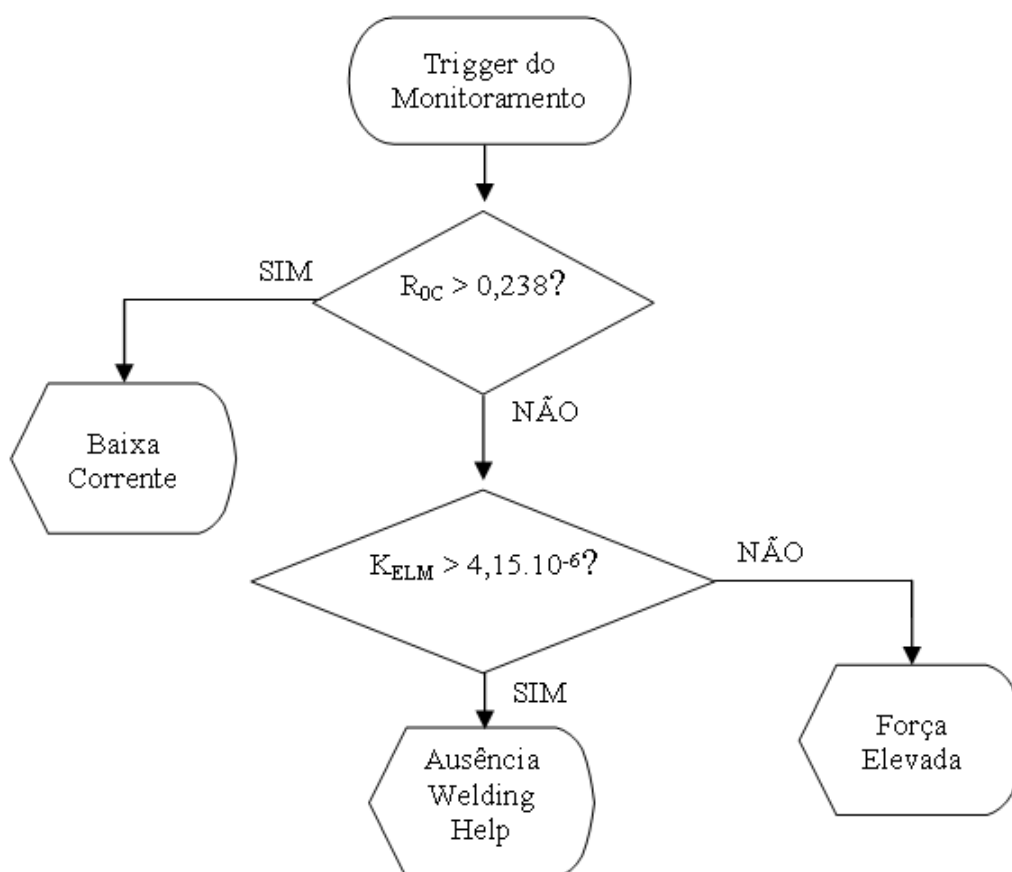 Trigger do
Monitoramento
SIM
R₀C > 0,238?
NÃO
Baixa
Corrente
K_ELM > 4,15.10⁻⁶?
NÃO
SIM
Ausência
Welding
Help
Força
Elevada